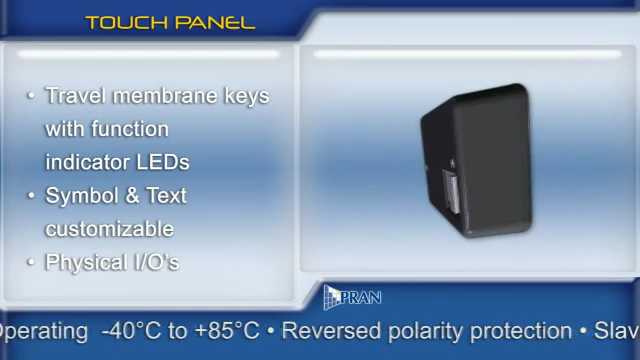 TOUCH PANEL
• Travel membrane keys
with function
indicator LEDs
• Symbol & Text
customizable
• Physical I/O's
PRAN
Operating -40°C to +85°C • Reversed polarity protection • Slav